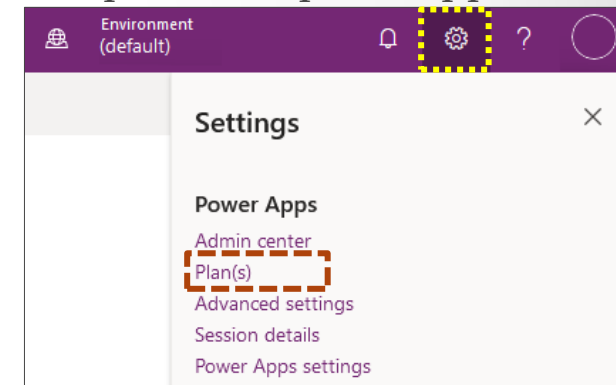 Environment
(default)
?
Settings
Power Apps
Admin center
Plan(s)
Advanced settings
Session details
Power Apps settings